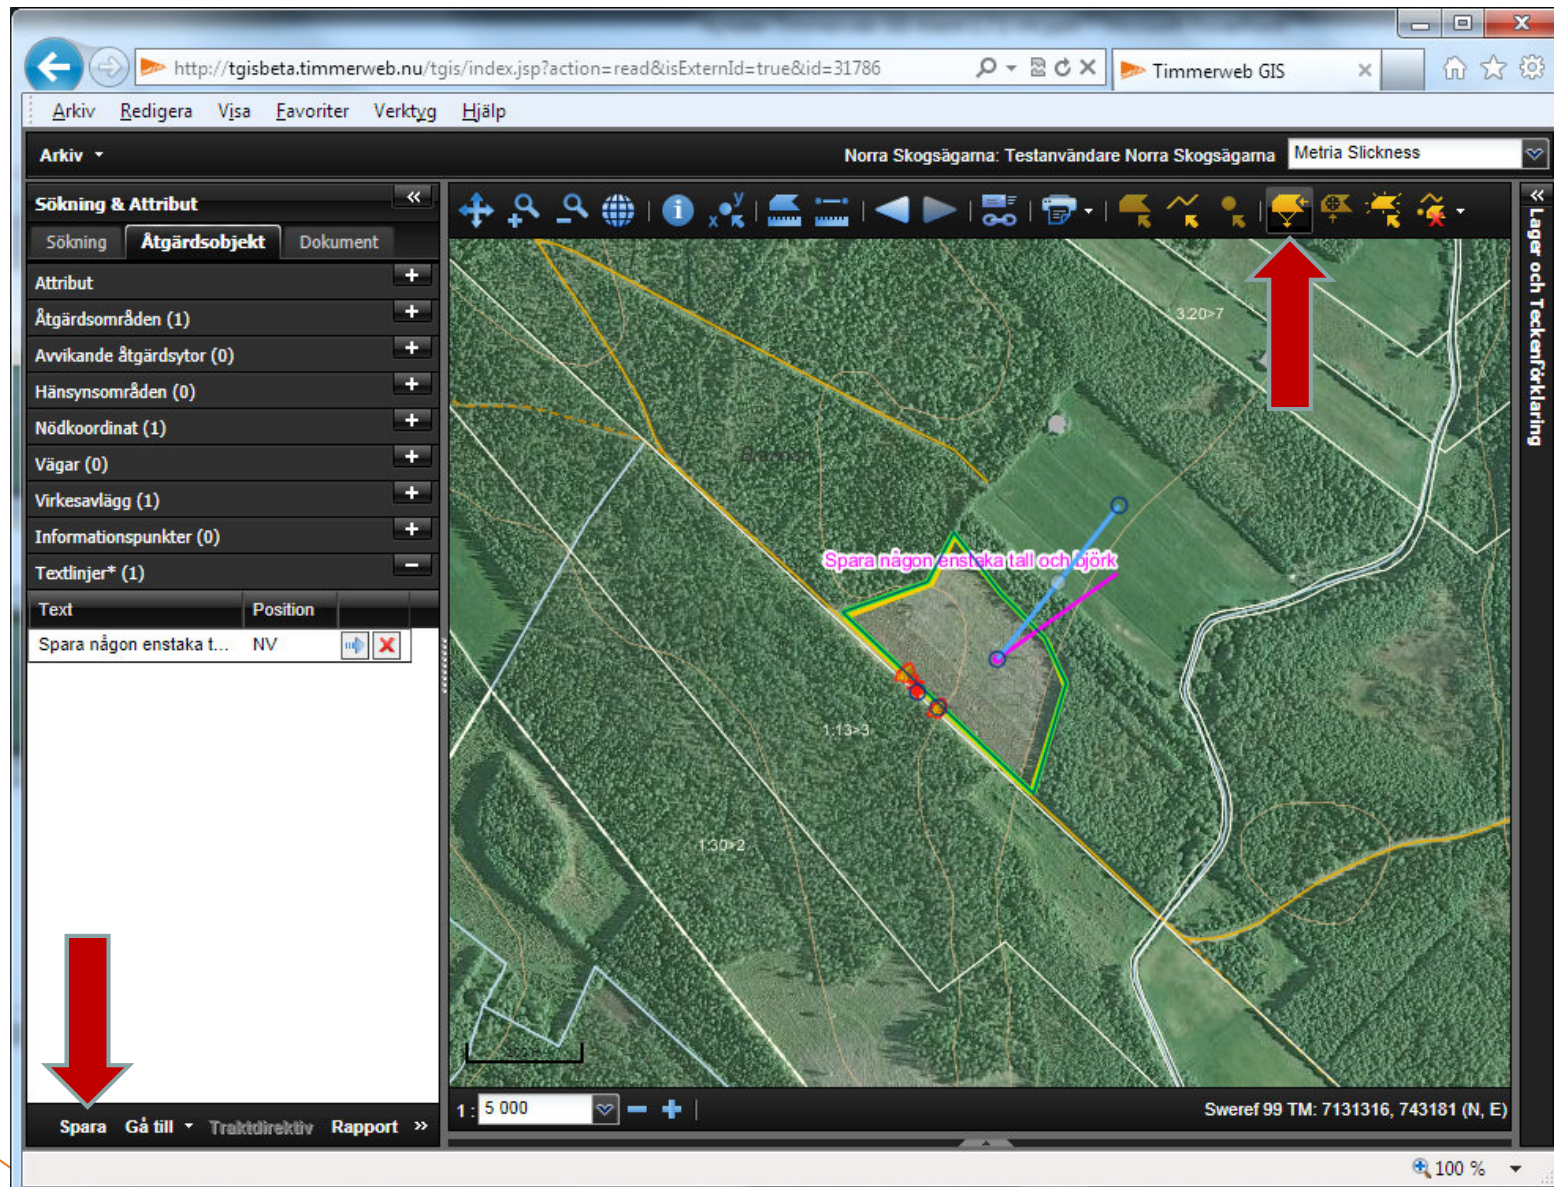 http://tgisbeta.timmerweb.nu/tgis/index.jsp?action=read&isExternId=true&id=31786
Timmerweb GIS
Arkiv Redigera Visa Favoriter Verktyg Hjälp
Arkiv
Norra Skogsägarna: Testanvändare Norra Skogsägarna
Metria Slickness
Sökning & Attribut
Sökning Åtgärdsobjekt Dokument
Attribut
Åtgärdsområden (1)
Avvikande åtgärdsytor (0)
Hänsynsområden (0)
Nödkoordinat (1)
Vägar (0)
Virkesavlägg (1)
Informationspunkter (0)
Textlinjer* (1)
Text Position
Spara någon enstaka t... NV
x y
Lager och Teckenförklaring
3:20>7
Spara någon enstaka tall och björk
1:13>3
1:30>2
Spara Gå till Traktdirektiv Rapport »
1 : 5 000
Sweref 99 TM: 7131316, 743181 (N, E)
100 %